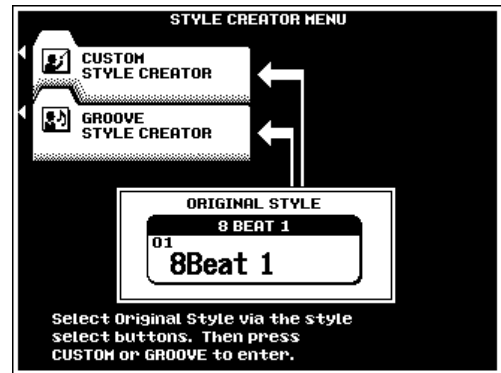 STYLE CREATOR MENU
CUSTOM
STYLE CREATOR
GROOVE
STYLE CREATOR
ORIGINAL STYLE
8 BEAT 1
01
8Beat 1
Select Original Style via the style
select buttons. Then press
CUSTOM or GROOVE to enter.